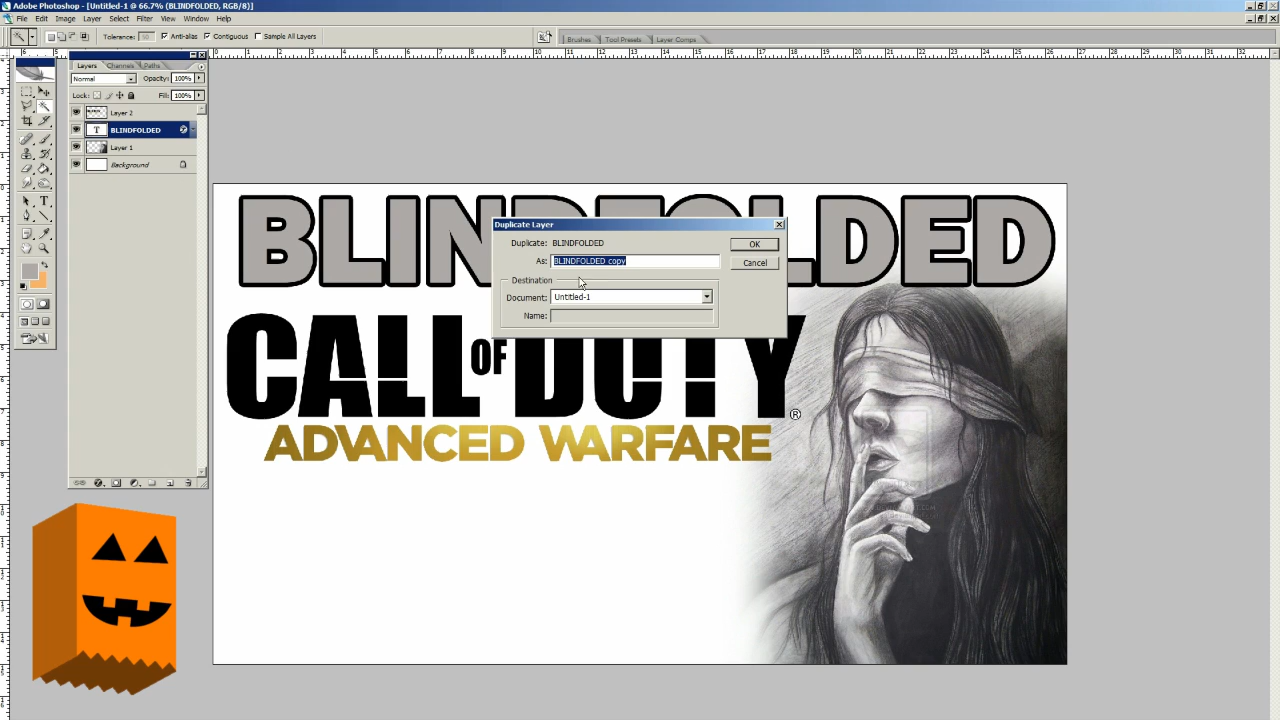 Adobe Photoshop - [Untitled-1 @ 66.7% (BLINDFOLDED, RGB/8)]
File Edit Image Layer Select Filter View Window Help
Tolerance: Anti-alias Contiguous Sample All Layers
Brushes Tool Presets Layer Comps
Layers Channels Paths
Normal Opacity: 100%
Lock: Fill: 100%
Layer 2
T BLINDFOLDED
Layer 1
Background
BLINDFOLDED
Duplicate Layer
Duplicate: BLINDFOLDED
As: BLINDFOLDED copy
Destination
Document: Untitled-1
Name:
OK
Cancel
CALL OF DUTY®
ADVANCED WARFARE